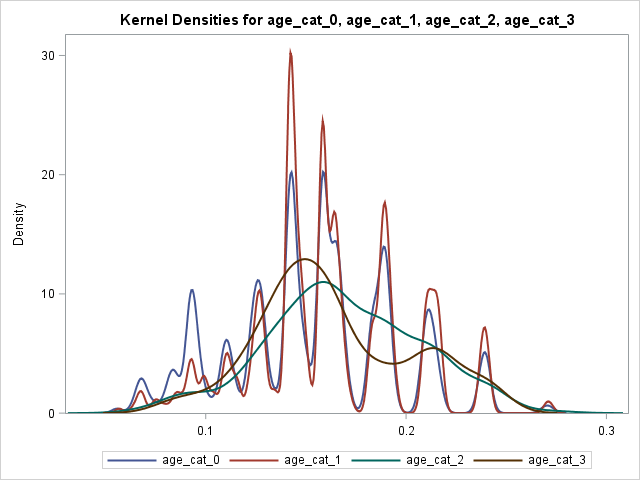 Kernel Densities for age_cat_0, age_cat_1, age_cat_2, age_cat_3
Density
30
20
10
0
0.1
0.2
0.3
age_cat_0
age_cat_1
age_cat_2
age_cat_3